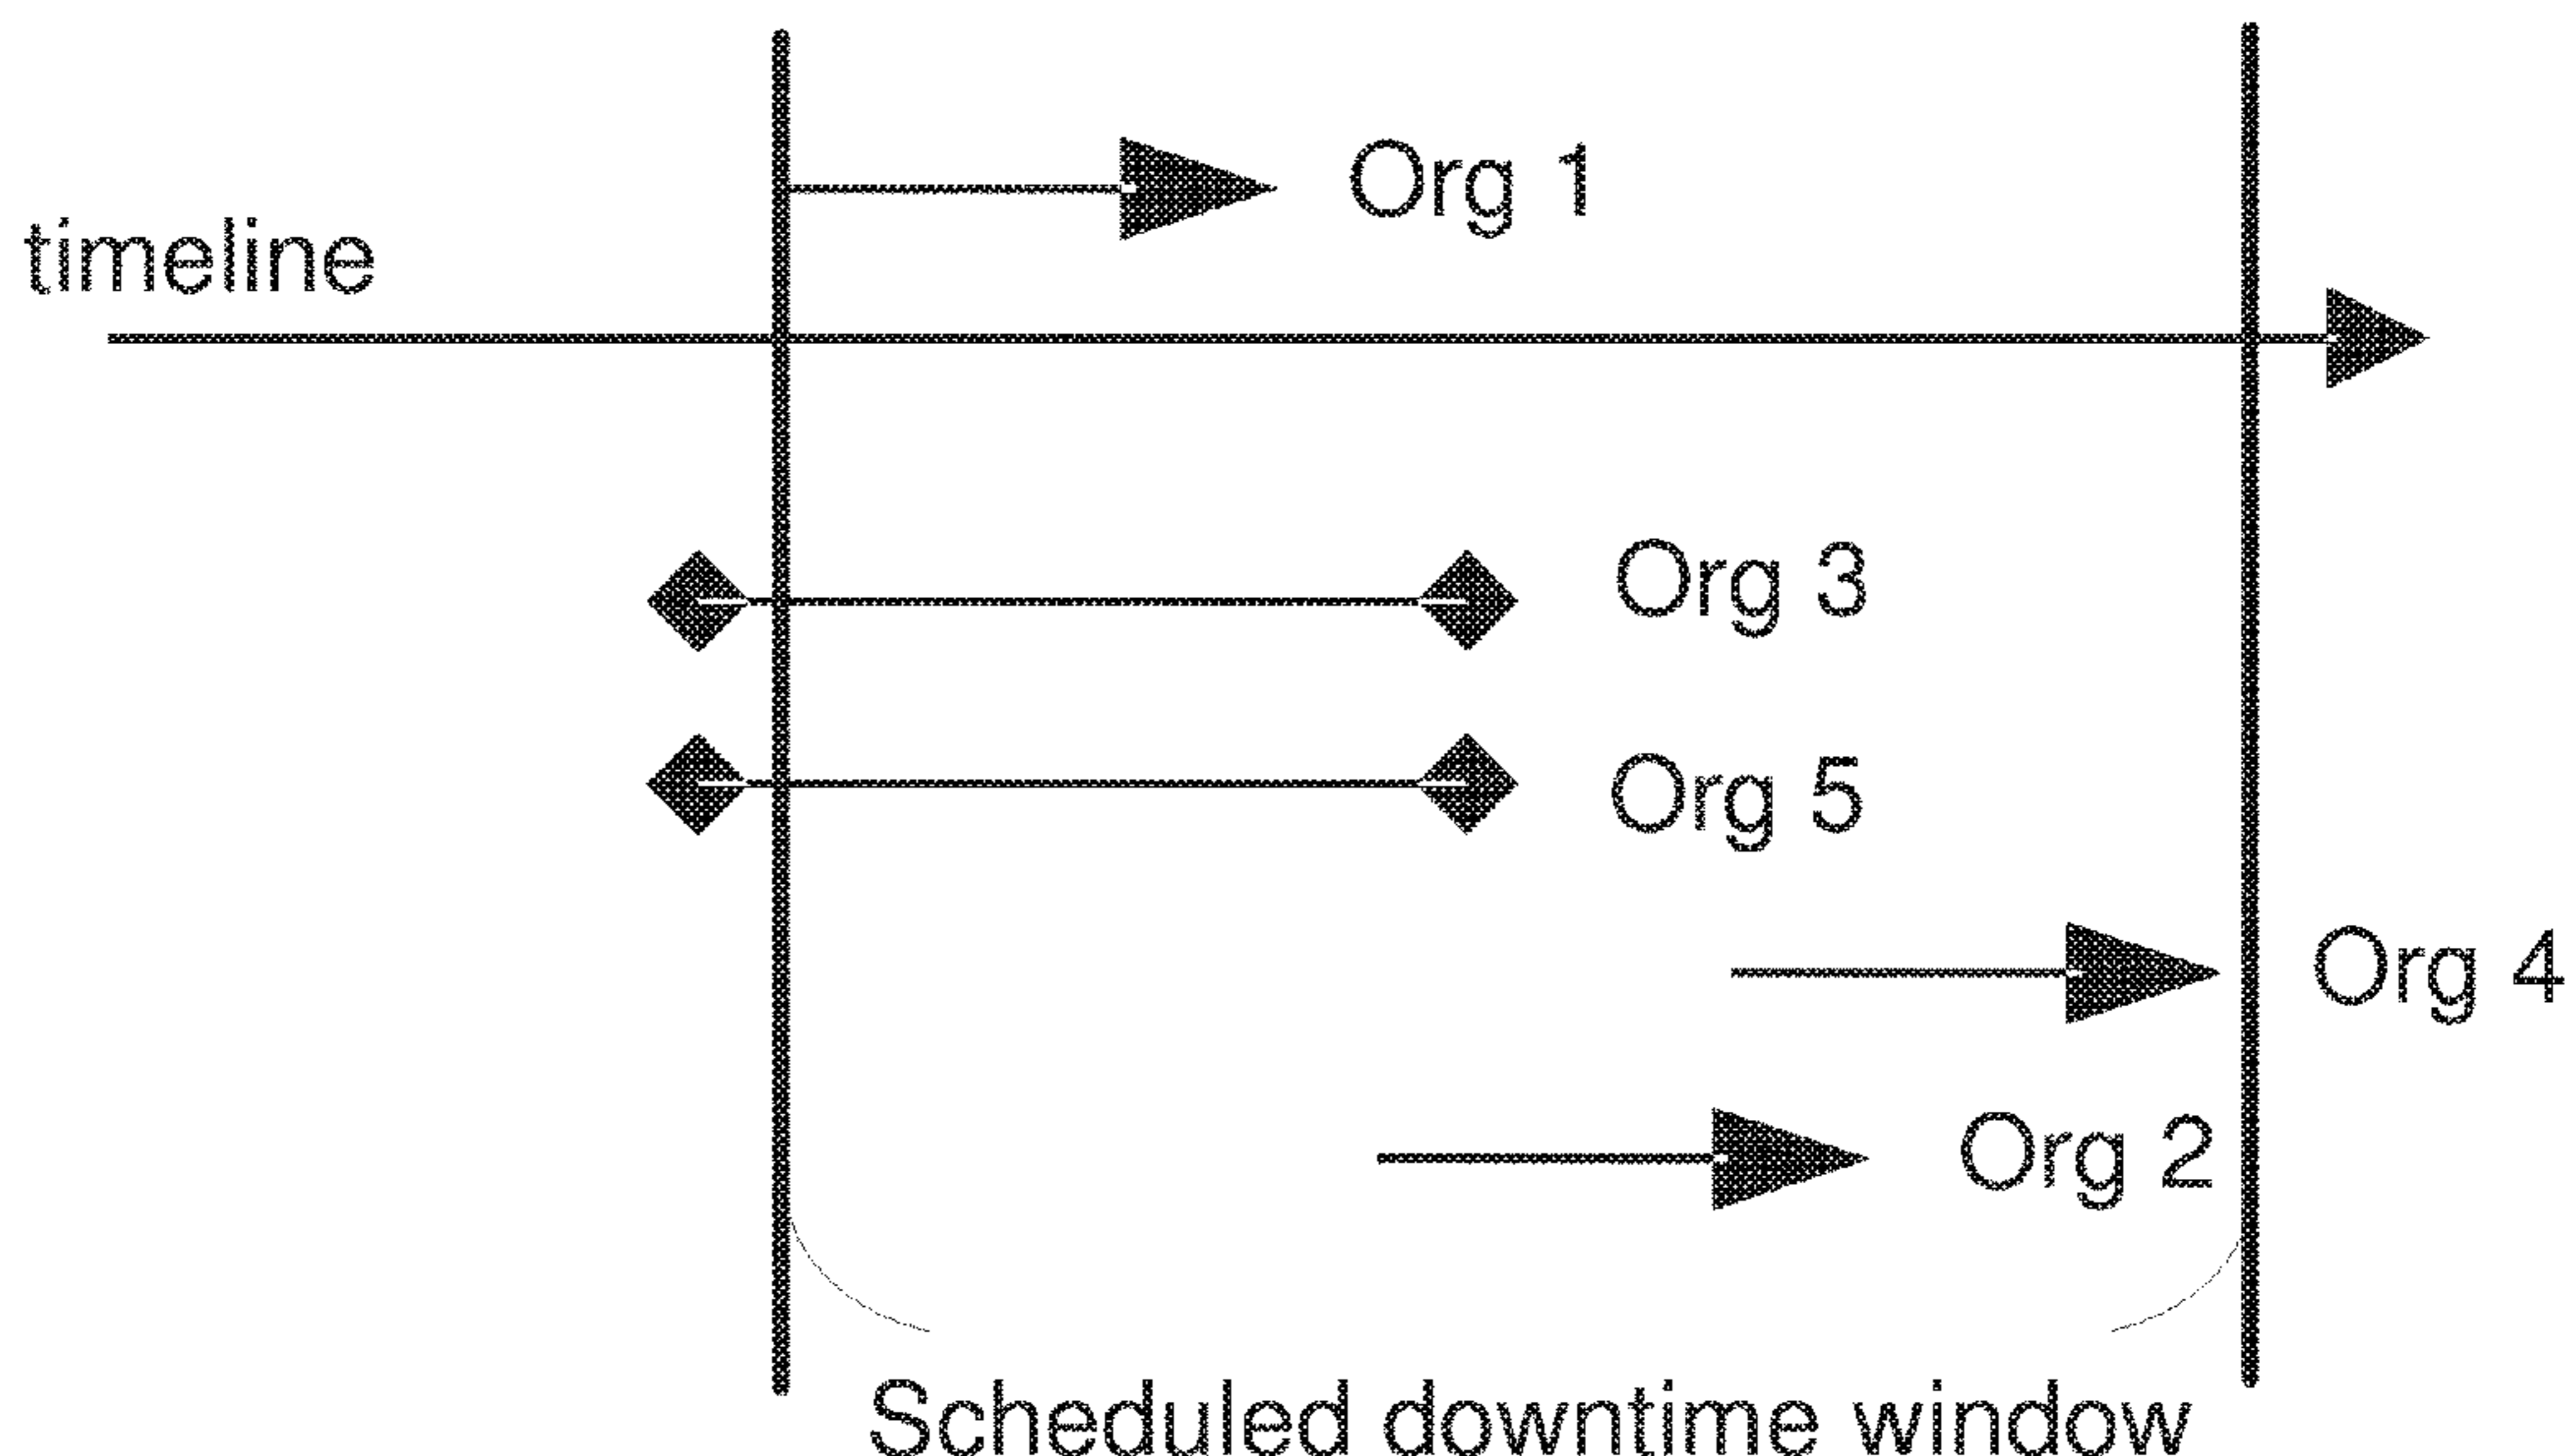 Org 1
timeline
Org 3
Org 5
Org 4
Org 2
Scheduled downtime window